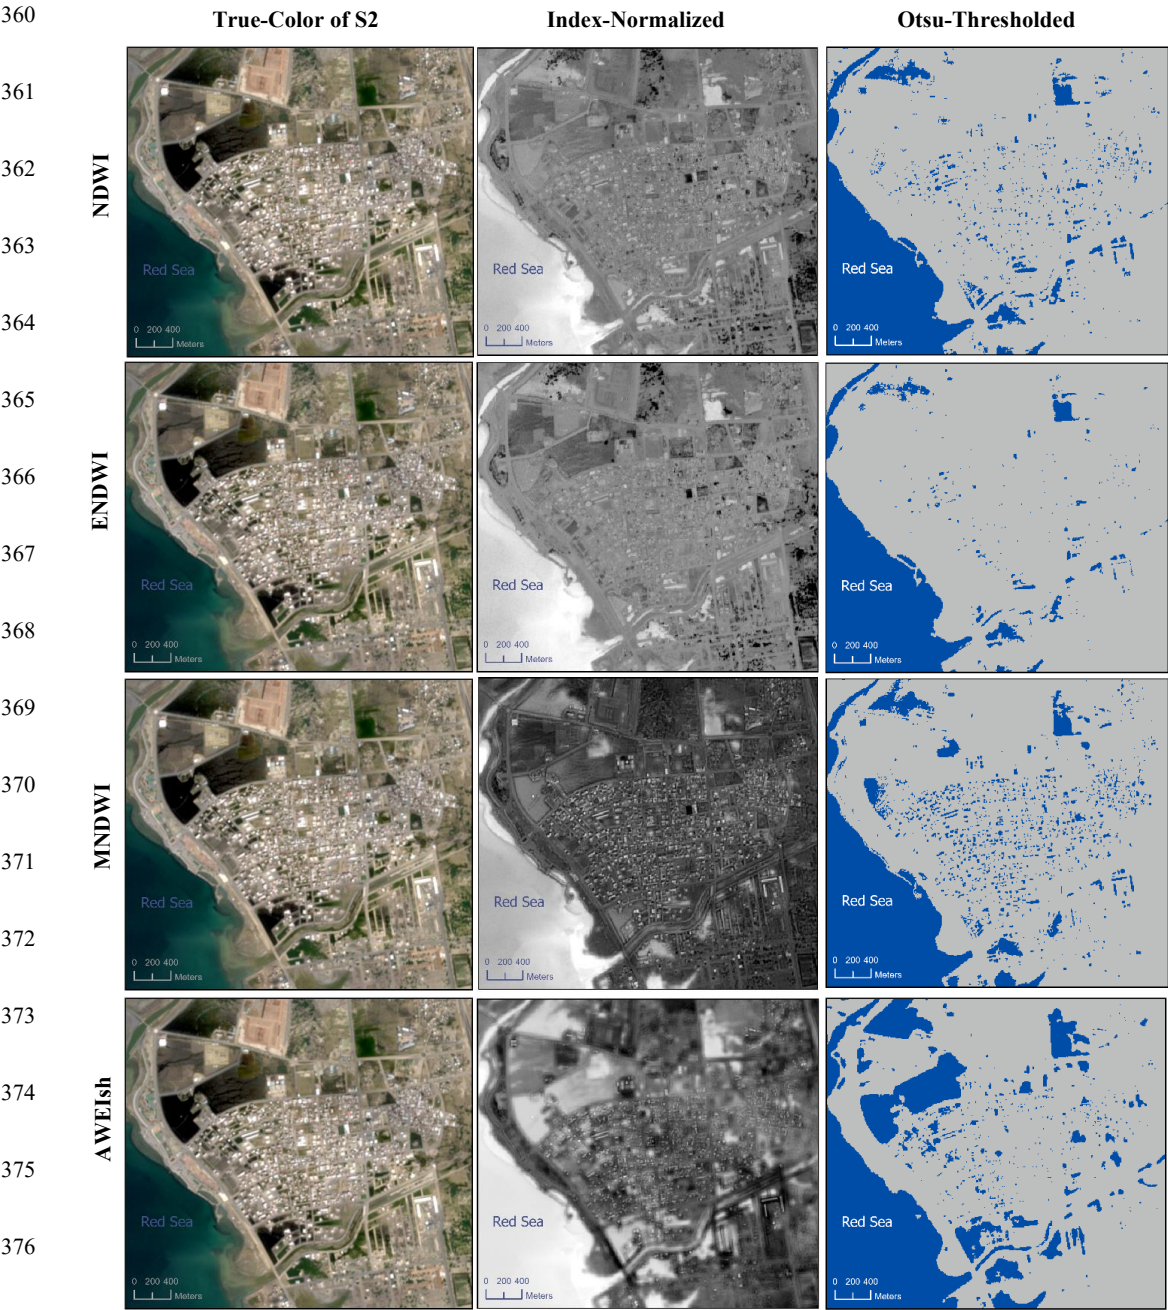 360
True-Color of S2 Index-Normalized Otsu-Thresholded
361
362
NDWI
363
Red Sea Red Sea Red Sea
364
0 200 400 Meters 0 200 400 Meters 0 200 400 Meters
365
366
ENDWI
367
Red Sea Red Sea Red Sea
368
0 200 400 Meters 0 200 400 Meters 0 200 400 Meters
369
370
MNDWI
371
Red Sea Red Sea Red Sea
372
0 200 400 Meters 0 200 400 Meters 0 200 400 Meters
373
374
AWEIsh
375
Red Sea Red Sea Red Sea
376
0 200 400 Meters 0 200 400 Meters 0 200 400 Meters